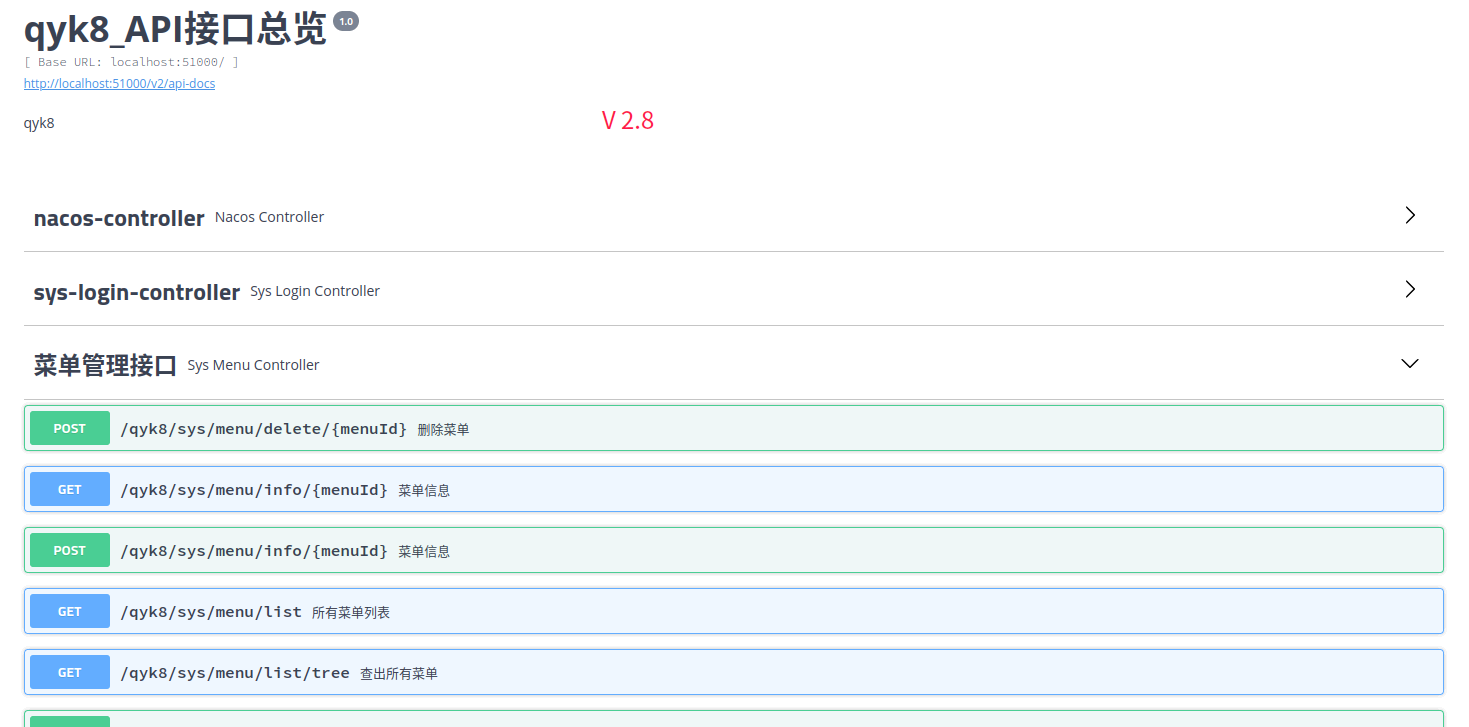 qyk8_API接口总览 1.0
[ Base URL: localhost:51000/ ]
http://localhost:51000/v2/api-docs
qyk8
V 2.8
nacos-controller Nacos Controller
sys-login-controller Sys Login Controller
菜单管理接口 Sys Menu Controller
POST /qyk8/sys/menu/delete/{menuId} 删除菜单
GET /qyk8/sys/menu/info/{menuId} 菜单信息
POST /qyk8/sys/menu/info/{menuId} 菜单信息
GET /qyk8/sys/menu/list 所有菜单列表
GET /qyk8/sys/menu/list/tree 查出所有菜单